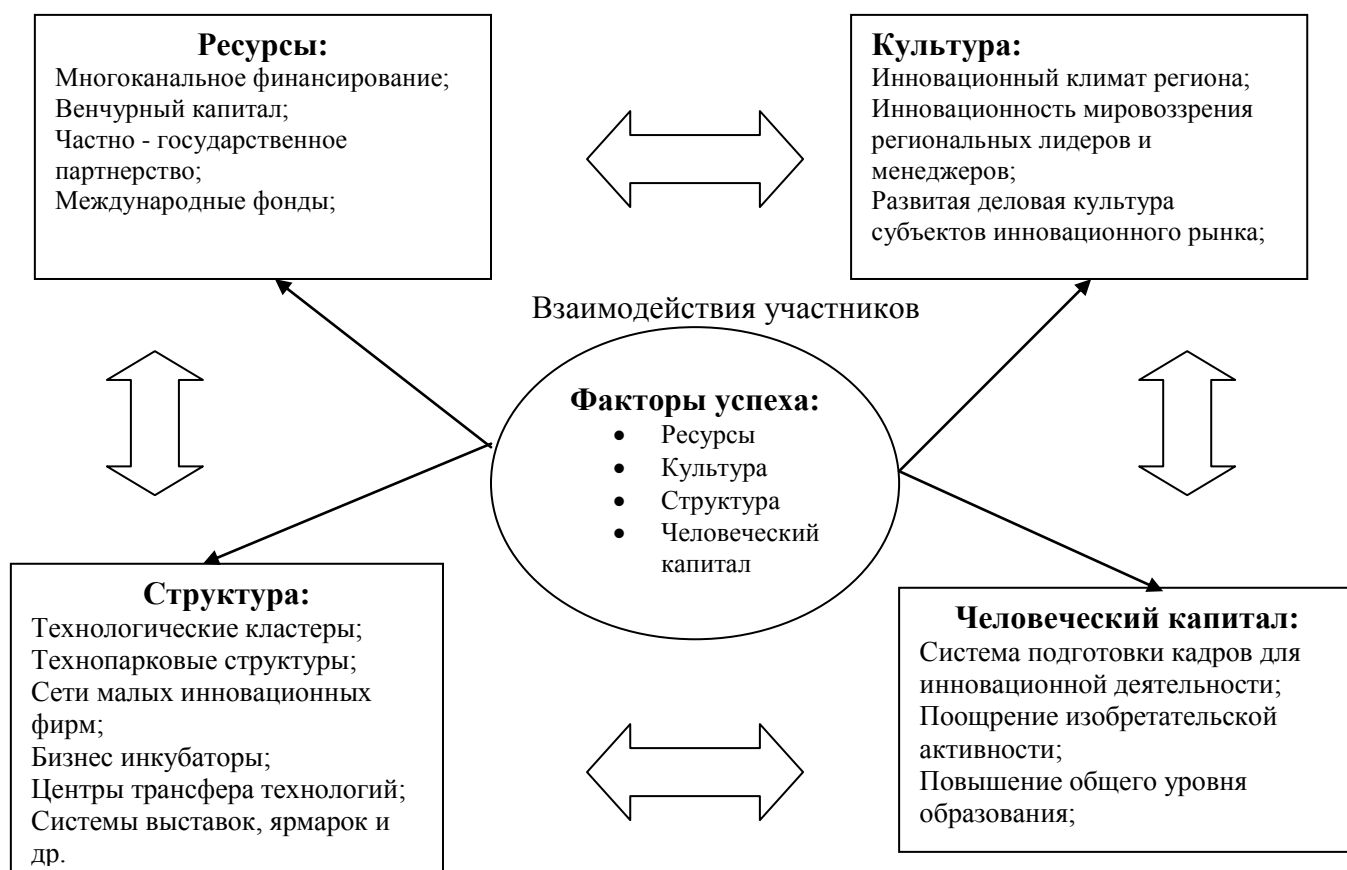 Ресурсы:
Многоканальное финансирование;
Венчурный капитал;
Частно - государственное
партнерство;
Международные фонды;
Культура:
Инновационный климат региона;
Инновационность мировоззрения
региональных лидеров и
менеджеров;
Развитая деловая культура
субъектов инновационного рынка;
Взаимодействия участников
Факторы успеха:
• Ресурсы
• Культура
• Структура
• Человеческий
капитал
Структура:
Технологические кластеры;
Технопарковые структуры;
Сети малых инновационных
фирм;
Бизнес инкубаторы;
Центры трансфера технологий;
Системы выставок, ярмарок и
др.
Человеческий капитал:
Система подготовки кадров для
инновационной деятельности;
Поощрение изобретательской
активности;
Повышение общего уровня
образования;